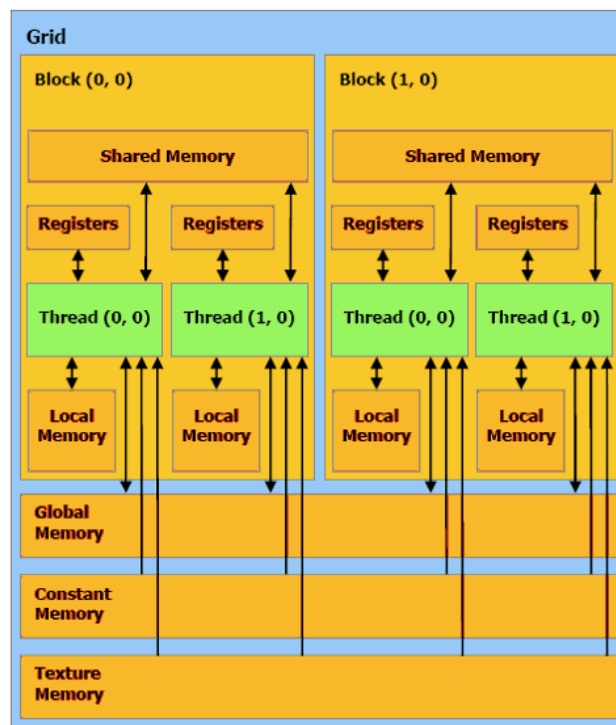 Grid
Block (0, 0)
Block (1, 0)
Shared Memory
Shared Memory
Registers
Registers
Registers
Registers
Thread (0, 0)
Thread (1, 0)
Thread (0, 0)
Thread (1, 0)
Local
Memory
Local
Memory
Local
Memory
Local
Memory
Global
Memory
Constant
Memory
Texture
Memory